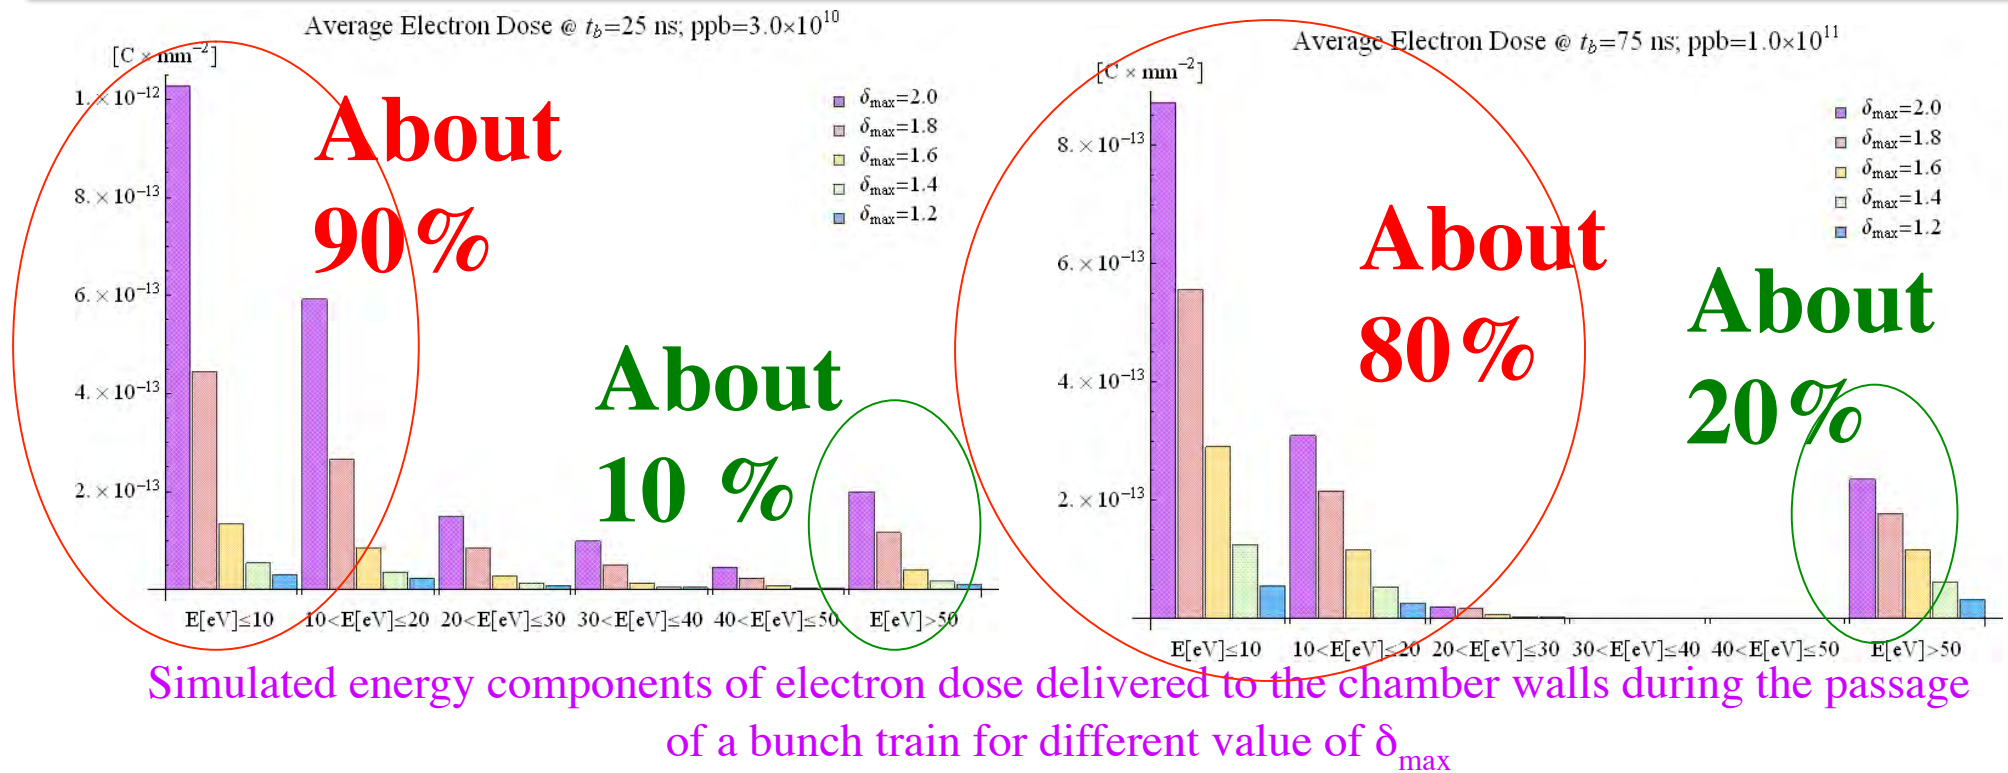 Average Electron Dose @ t_b=25 ns; ppb=3.0×10^10
[C × mm^−2]
1. × 10^−12
8. × 10^−13
6. × 10^−13
4. × 10^−13
2. × 10^−13
δ_max=2.0
δ_max=1.8
δ_max=1.6
δ_max=1.4
δ_max=1.2
About
90%
About
10 %
E[eV]≤10 10<E[eV]≤20 20<E[eV]≤30 30<E[eV]≤40 40<E[eV]≤50 E[eV]>50
Average Electron Dose @ t_b=75 ns; ppb=1.0×10^11
[C × mm^−2]
8. × 10^−13
6. × 10^−13
4. × 10^−13
2. × 10^−13
δ_max=2.0
δ_max=1.8
δ_max=1.6
δ_max=1.4
δ_max=1.2
About
80%
About
20%
E[eV]≤10 10<E[eV]≤20 20<E[eV]≤30 30<E[eV]≤40 40<E[eV]≤50 E[eV]>50
Simulated energy components of electron dose delivered to the chamber walls during the passage
of a bunch train for different value of δ_max